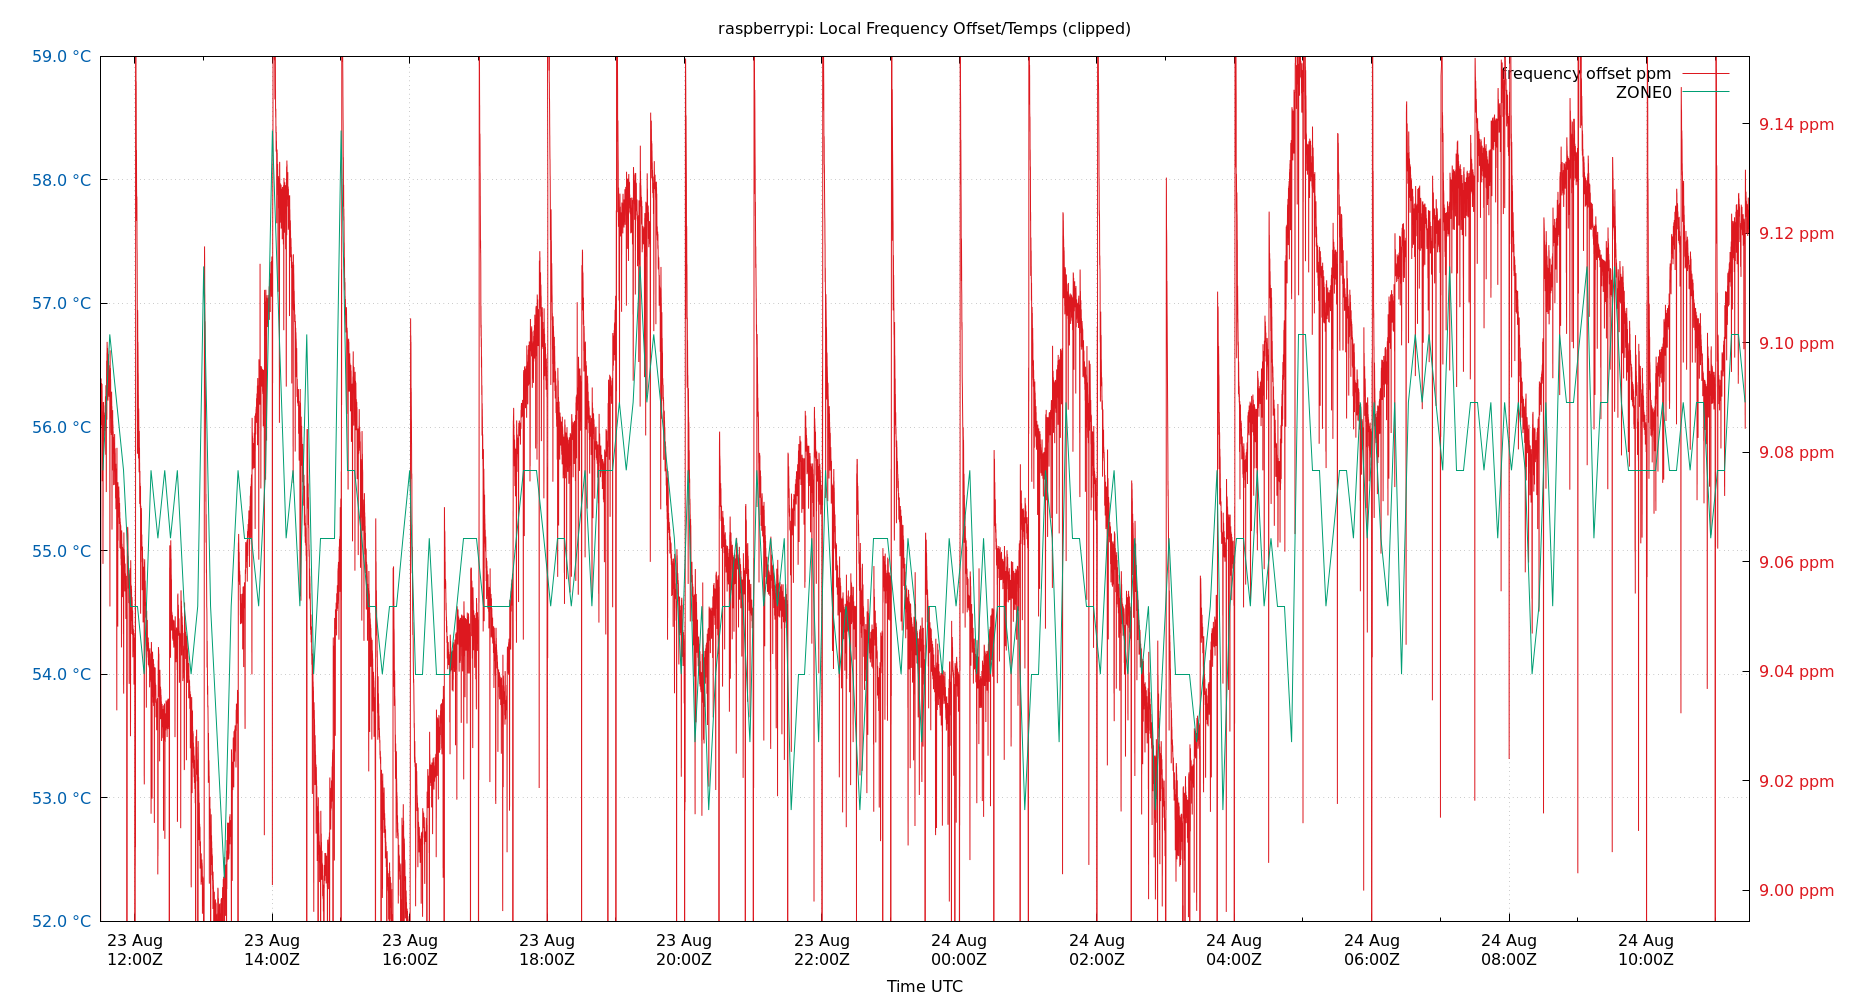 raspberrypi: Local Frequency Offset/Temps (clipped)
59.0 °C
58.0 °C
57.0 °C
56.0 °C
55.0 °C
54.0 °C
53.0 °C
52.0 °C
frequency offset ppm
ZONE0
9.14 ppm
9.12 ppm
9.10 ppm
9.08 ppm
9.06 ppm
9.04 ppm
9.02 ppm
9.00 ppm
23 Aug 23 Aug 23 Aug 23 Aug 23 Aug 23 Aug 24 Aug 24 Aug 24 Aug 24 Aug 24 Aug 24 Aug
12:00Z 14:00Z 16:00Z 18:00Z 20:00Z 22:00Z 00:00Z 02:00Z 04:00Z 06:00Z 08:00Z 10:00Z
Time UTC